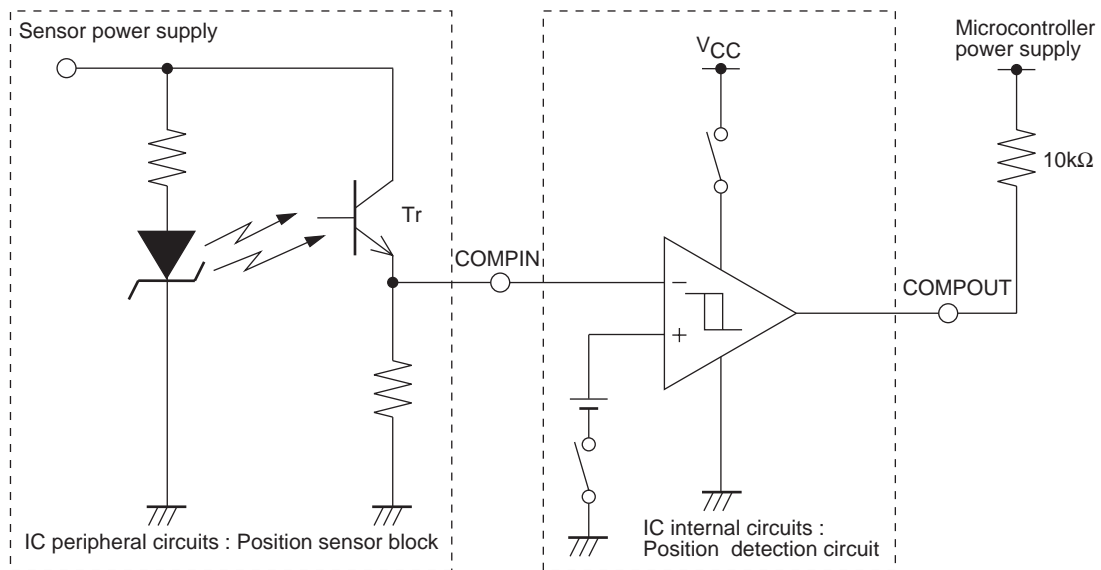 Sensor power supply
Tr
COMPIN
IC peripheral circuits : Position sensor block
VCC
−
+
IC internal circuits :
Position detection circuit
Microcontroller
power supply
10kΩ
COMPOUT